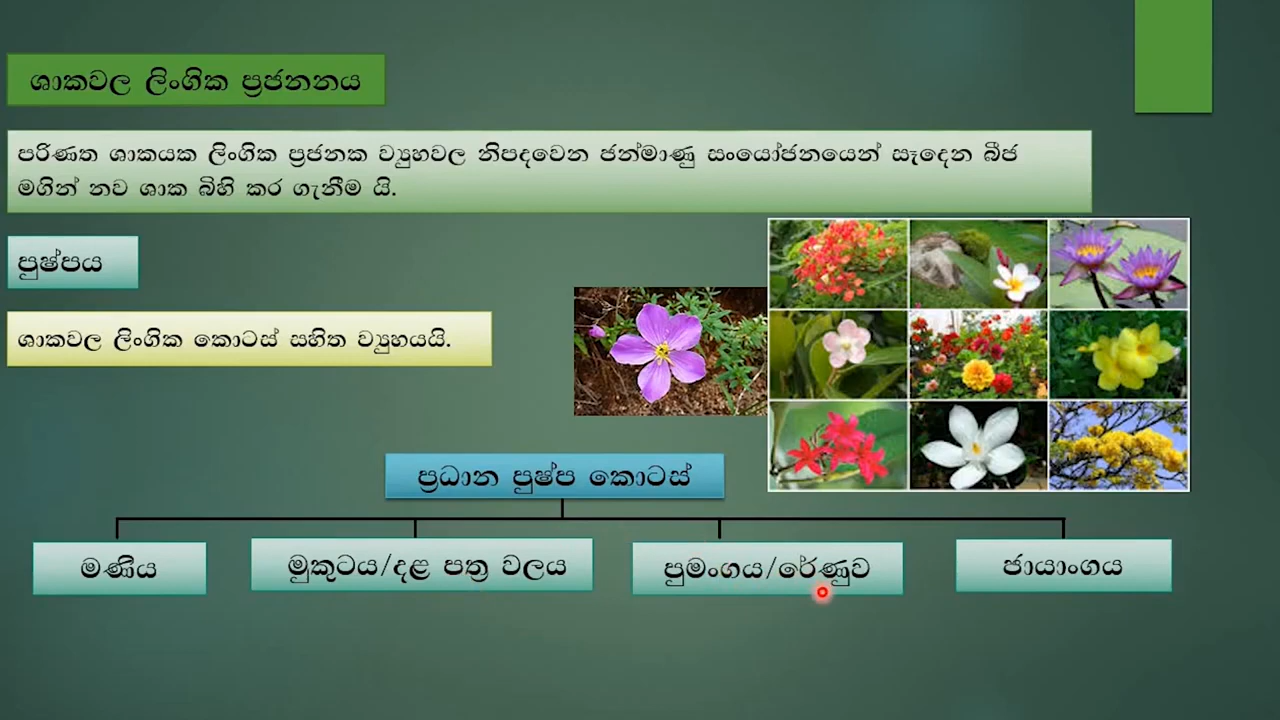 ශාකවල ලිංගික ප්‍රජනනය
පරිණත ශාකයක ලිංගික ප්‍රජනක ව්‍යුහවල නිපදවෙන ජන්මාණු සංයෝජනයෙන් සෑදෙන බීජ
මගින් නව ශාක බිහි කර ගැනීම යි.
පුෂ්පය
ශාකවල ලිංගික කොටස් සහිත ව්‍යුහයයි.
ප්‍රධාන පුෂ්ප කොටස්
මණිය
මුකුටය/දළ පත්‍ර වලය
පුමංගය/රේණුව
ජායාංගය